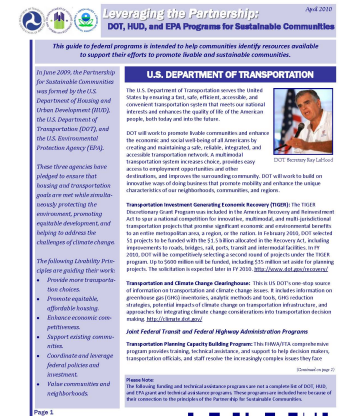 April 2010
Leveraging the Partnership:
DOT, HUD, and EPA Programs for Sustainable Communities
This guide to federal programs is intended to help communities identify resources available
to support their efforts to promote livable and sustainable communities.
In June 2009, the Partnership
for Sustainable Communities
was formed by the U.S.
Department of Housing and
Urban Development (HUD),
the U.S. Department of
Transportation (DOT), and
the U.S. Environmental
Protection Agency (EPA).
These three agencies have
pledged to ensure that
housing and transportation
goals are met while simulta-
neously protecting the
environment, promoting
equitable development, and
helping to address the
challenges of climate change.
The following Livability Prin-
ciples are guiding their work:
• Provide more transporta-
tion choices.
• Promote equitable,
affordable housing.
• Enhance economic com-
petitiveness.
• Support existing commu-
nities.
• Coordinate and leverage
federal policies and
investment.
• Value communities and
neighborhoods.
U.S. DEPARTMENT OF TRANSPORTATION
The U.S. Department of Transportation serves the United
States by ensuring a fast, safe, efficient, accessible, and
convenient transportation system that meets our national
interests and enhances the quality of life of the American
people, both today and into the future.
DOT will work to promote livable communities and enhance
the economic and social well-being of all Americans by
creating and maintaining a safe, reliable, integrated, and
accessible transportation network. A multimodal
transportation system increases choice, provides easy
access to employment opportunities and other
destinations, and improves the surrounding community. DOT will work to build on
innovative ways of doing business that promote mobility and enhance the unique
characteristics of our neighborhoods, communities, and regions.
DOT Secretary Ray LaHood
Transportation Investment Generating Economic Recovery (TIGER): The TIGER
Discretionary Grant Program was included in the American Recovery and Reinvestment
Act to spur a national competition for innovative, multimodal, and multi-jurisdictional
transportation projects that promise significant economic and environmental benefits
to an entire metropolitan area, a region, or the nation. In February 2010, DOT selected
51 projects to be funded with the $1.5 billion allocated in the Recovery Act, including
improvements to roads, bridges, rail, ports, transit and intermodal facilities. In FY
2010, DOT will be competitively selecting a second round of projects under the TIGER
program. Up to $600 million will be funded, including $35 million set aside for planning
projects. The solicitation is expected later in FY 2010. http://www.dot.gov/recovery/
Transportation and Climate Change Clearinghouse: This is US DOT's one-stop source
of information on transportation and climate change issues. It includes information on
greenhouse gas (GHG) inventories, analytic methods and tools, GHG reduction
strategies, potential impacts of climate change on transportation infrastructure, and
approaches for integrating climate change considerations into transportation decision
making. http://climate.dot.gov/
Joint Federal Transit and Federal Highway Administration Programs
Transportation Planning Capacity Building Program: This FHWA/FTA comprehensive
program provides training, technical assistance, and support to help decision makers,
transportation officials, and staff resolve the increasingly complex issues they face
(Continued on page 2)
Please Note:
The following funding and technical assistance programs are not a complete list of DOT, HUD,
and EPA grant and technical assistance programs. These programs are included here because of
their connection to the principles of the Partnership for Sustainable Communities.
Page 1